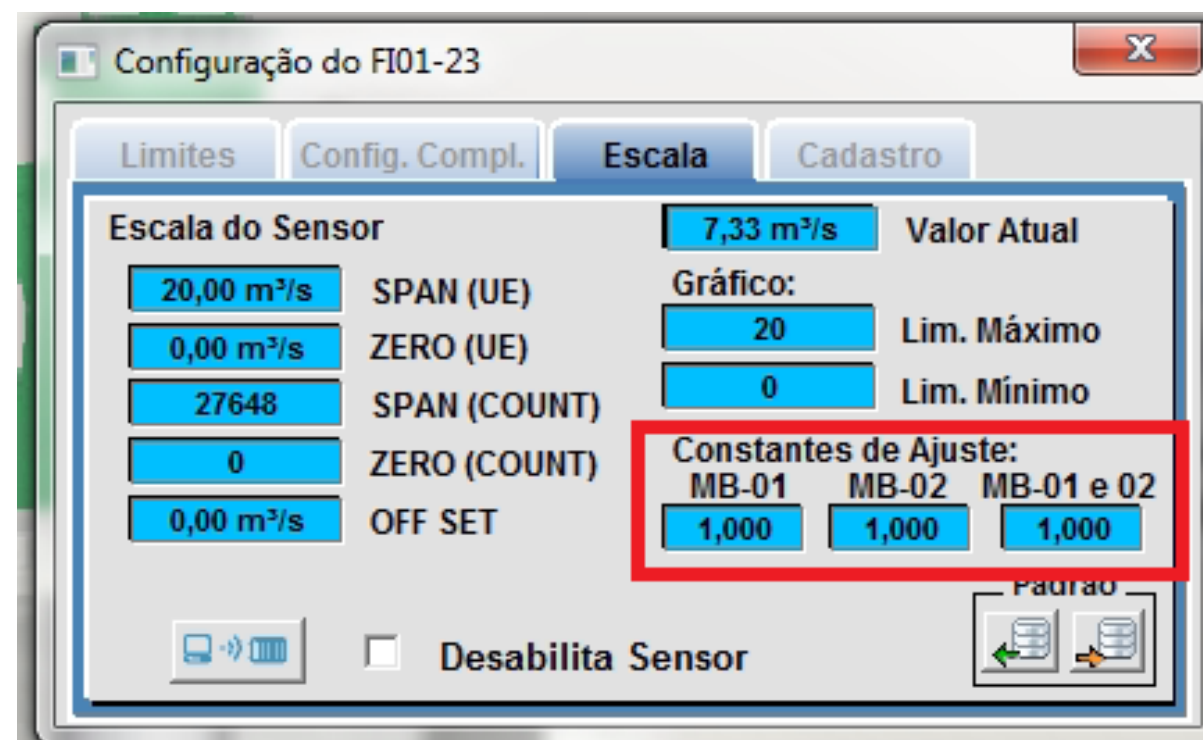 Configuração do FI01-23
Limites Config. Compl. Escala Cadastro
Escala do Sensor
20,00 m³/s SPAN (UE)
0,00 m³/s ZERO (UE)
27648 SPAN (COUNT)
0 ZERO (COUNT)
0,00 m³/s OFF SET
7,33 m³/s Valor Atual
Gráfico:
20 Lim. Máximo
0 Lim. Mínimo
Constantes de Ajuste:
MB-01 MB-02 MB-01 e 02
1,000 1,000 1,000
Padrão
Desabilita Sensor